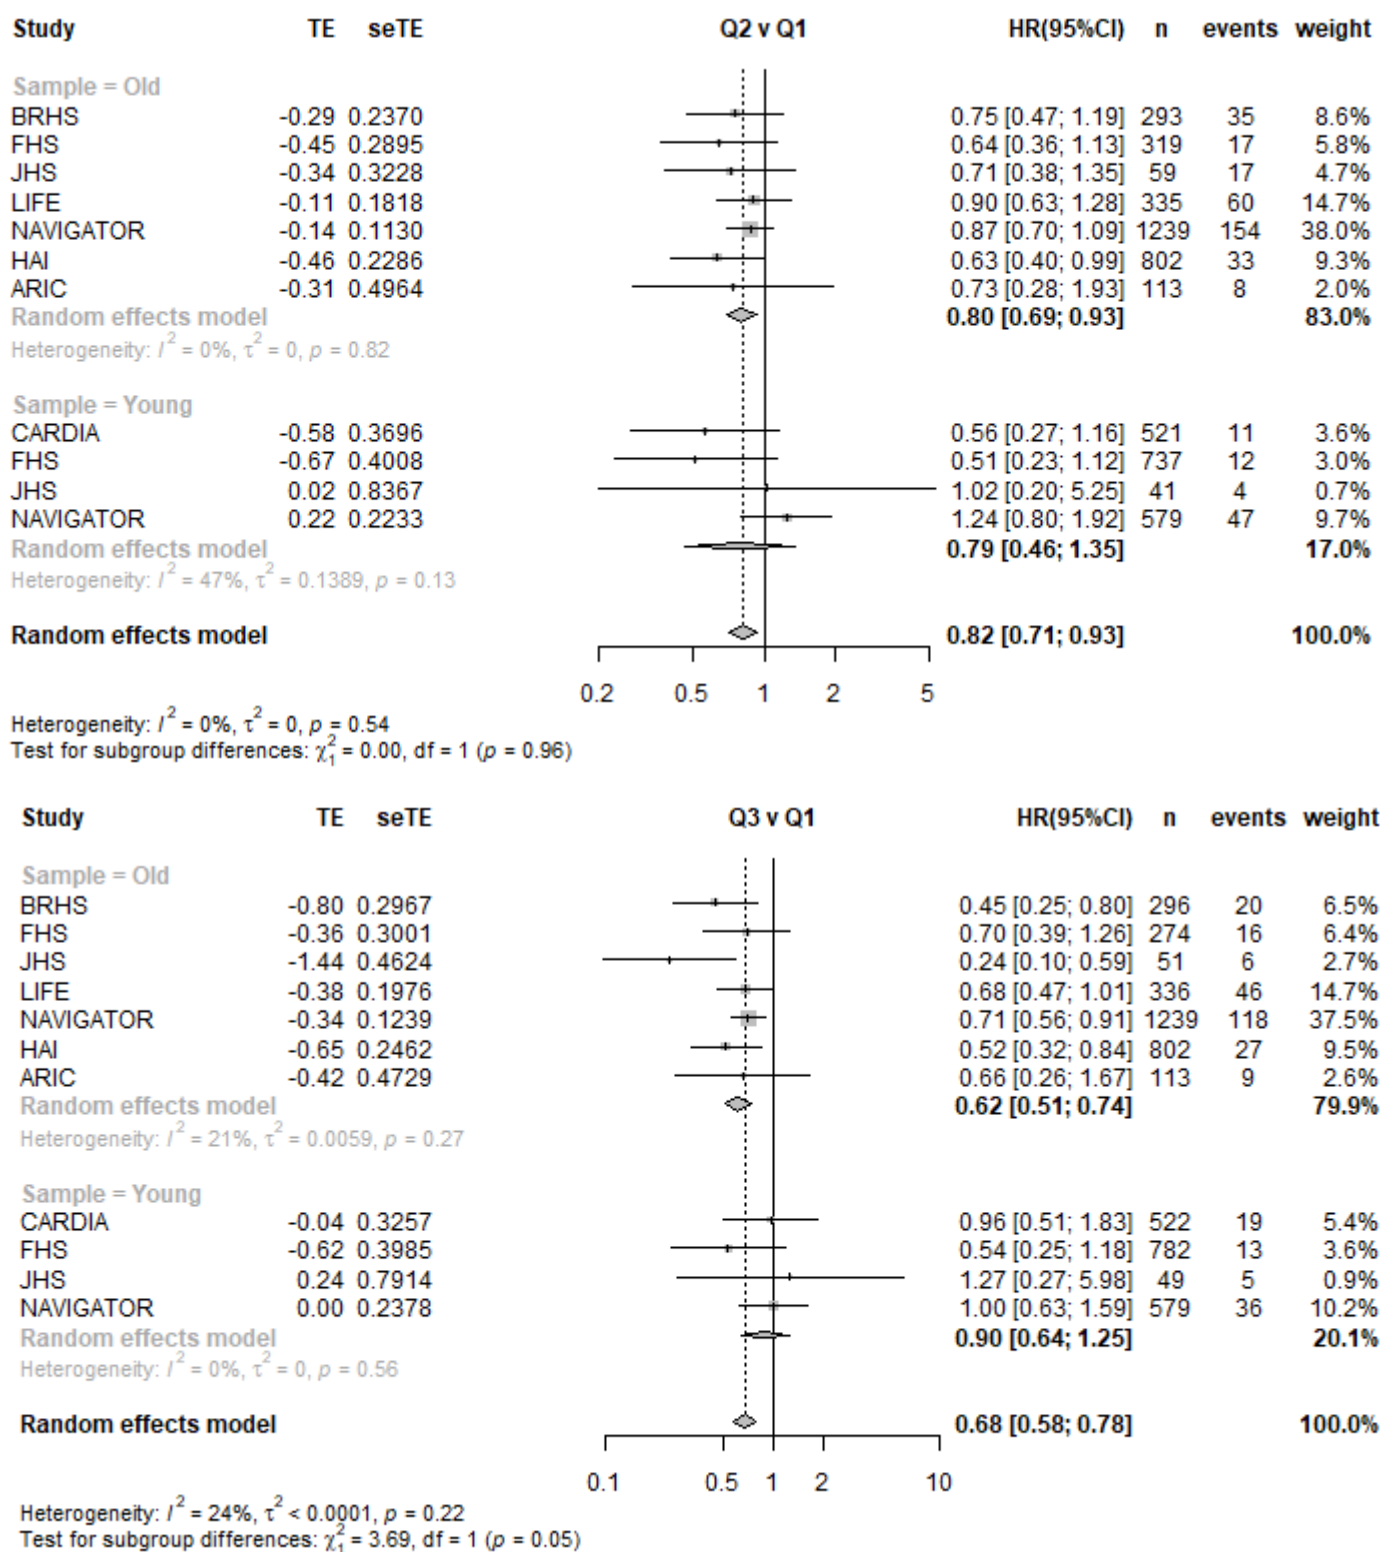 Study TE seTE Q2 v Q1 HR(95%CI) n events weight
Sample = Old
BRHS -0.29 0.2370 0.75 [0.47; 1.19] 293 35 8.6%
FHS -0.45 0.2895 0.64 [0.36; 1.13] 319 17 5.8%
JHS -0.34 0.3228 0.71 [0.38; 1.35] 59 17 4.7%
LIFE -0.11 0.1818 0.90 [0.63; 1.28] 335 60 14.7%
NAVIGATOR -0.14 0.1130 0.87 [0.70; 1.09] 1239 154 38.0%
HAI -0.46 0.2286 0.63 [0.40; 0.99] 802 33 9.3%
ARIC -0.31 0.4964 0.73 [0.28; 1.93] 113 8 2.0%
Random effects model 0.80 [0.69; 0.93] 83.0%
Heterogeneity: I² = 0%, τ² = 0, p = 0.82
Sample = Young
CARDIA -0.58 0.3696 0.56 [0.27; 1.16] 521 11 3.6%
FHS -0.67 0.4008 0.51 [0.23; 1.12] 737 12 3.0%
JHS 0.02 0.8367 1.02 [0.20; 5.25] 41 4 0.7%
NAVIGATOR 0.22 0.2233 1.24 [0.80; 1.92] 579 47 9.7%
Random effects model 0.79 [0.46; 1.35] 17.0%
Heterogeneity: I² = 47%, τ² = 0.1389, p = 0.13
Random effects model 0.82 [0.71; 0.93] 100.0%
0.2 0.5 1 2 5
Heterogeneity: I² = 0%, τ² = 0, p = 0.54
Test for subgroup differences: χ²₁ = 0.00, df = 1 (p = 0.96)
Study TE seTE Q3 v Q1 HR(95%CI) n events weight
Sample = Old
BRHS -0.80 0.2967 0.45 [0.25; 0.80] 296 20 6.5%
FHS -0.36 0.3001 0.70 [0.39; 1.26] 274 16 6.4%
JHS -1.44 0.4624 0.24 [0.10; 0.59] 51 6 2.7%
LIFE -0.38 0.1976 0.68 [0.47; 1.01] 336 46 14.7%
NAVIGATOR -0.34 0.1239 0.71 [0.56; 0.91] 1239 118 37.5%
HAI -0.65 0.2462 0.52 [0.32; 0.84] 802 27 9.5%
ARIC -0.42 0.4729 0.66 [0.26; 1.67] 113 9 2.6%
Random effects model 0.62 [0.51; 0.74] 79.9%
Heterogeneity: I² = 21%, τ² = 0.0059, p = 0.27
Sample = Young
CARDIA -0.04 0.3257 0.96 [0.51; 1.83] 522 19 5.4%
FHS -0.62 0.3985 0.54 [0.25; 1.18] 782 13 3.6%
JHS 0.24 0.7914 1.27 [0.27; 5.98] 49 5 0.9%
NAVIGATOR 0.00 0.2378 1.00 [0.63; 1.59] 579 36 10.2%
Random effects model 0.90 [0.64; 1.25] 20.1%
Heterogeneity: I² = 0%, τ² = 0, p = 0.56
Random effects model 0.68 [0.58; 0.78] 100.0%
0.1 0.5 1 2 10
Heterogeneity: I² = 24%, τ² < 0.0001, p = 0.22
Test for subgroup differences: χ²₁ = 3.69, df = 1 (p = 0.05)